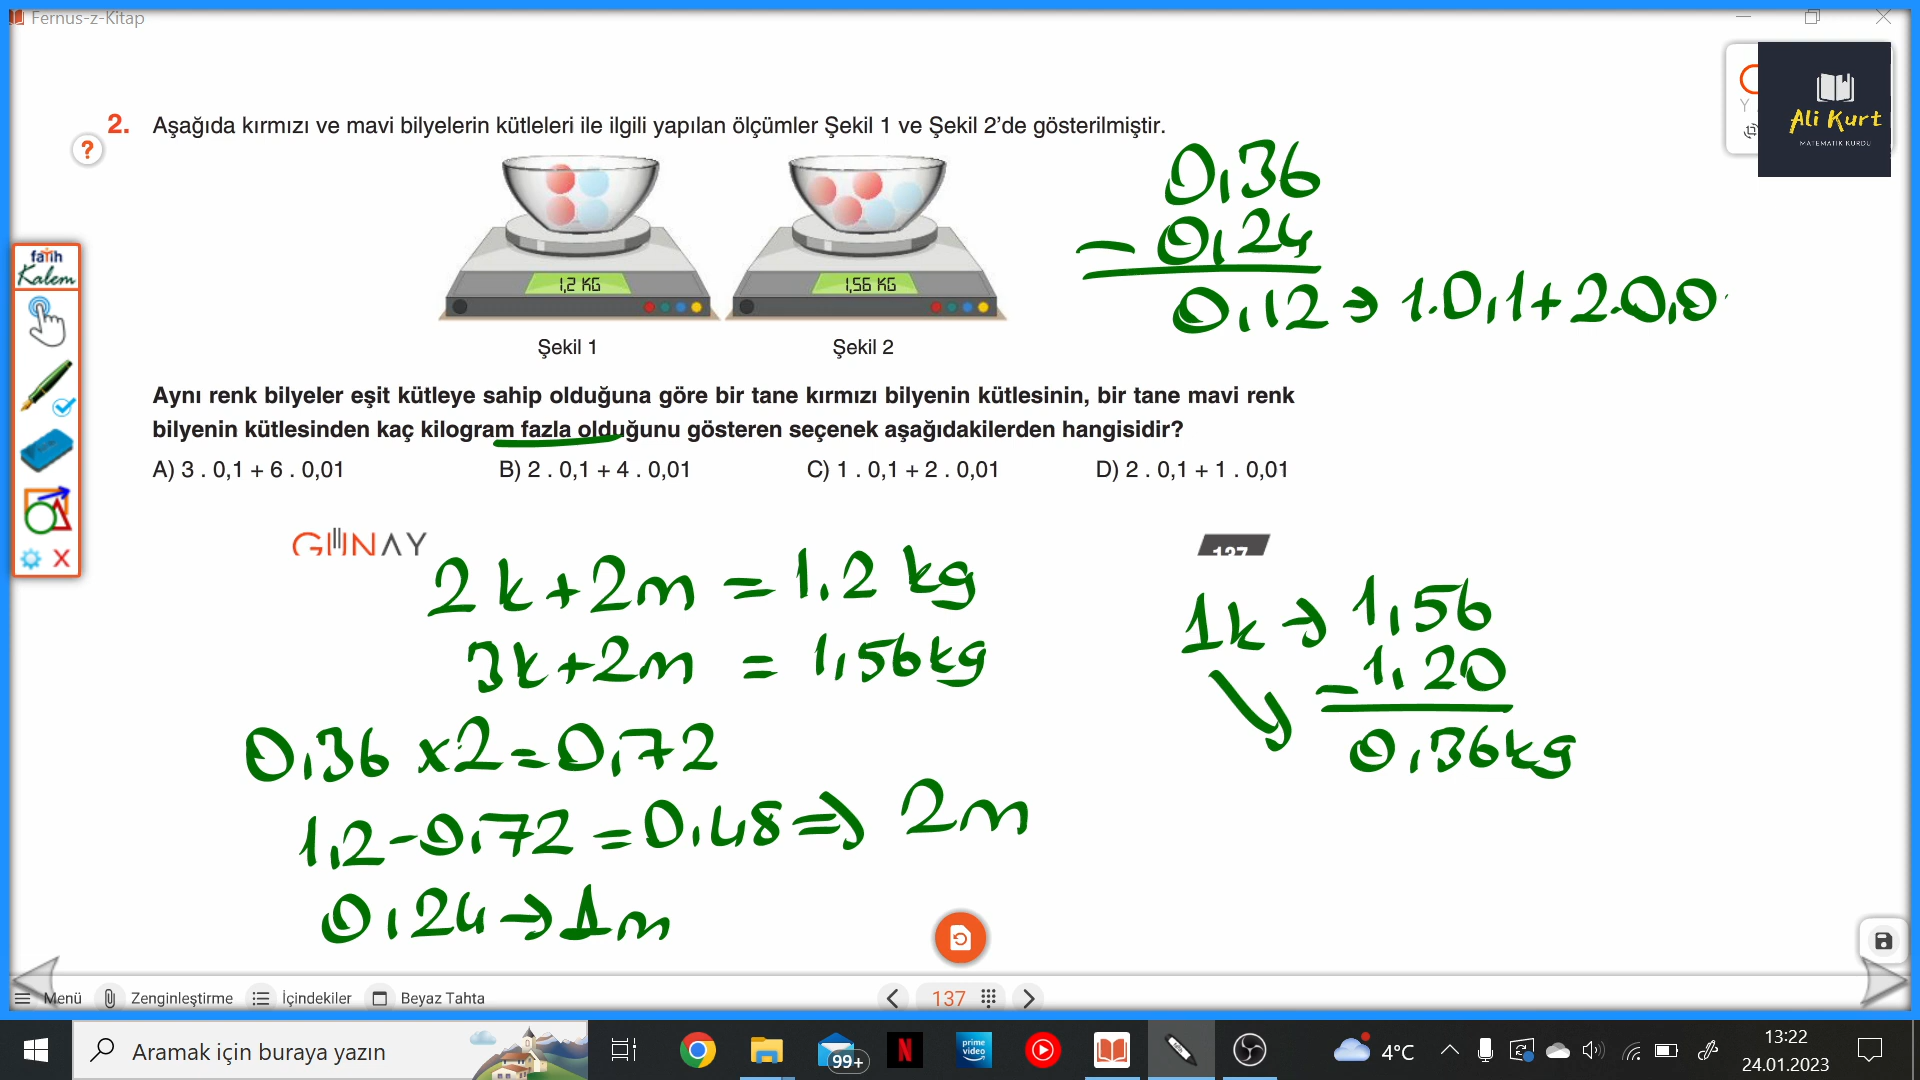 Fernus-z-Kitap
Ali Kurt
MATEMATİK KURDU
2. Aşağıda kırmızı ve mavi bilyelerin kütleleri ile ilgili yapılan ölçümler Şekil 1 ve Şekil 2'de gösterilmiştir.
?
fatih
Kalem
1,2 KG
1,56 KG
Şekil 1
Şekil 2
0,36
- 0,24
0,12 → 1.0,1+2.0,0
Aynı renk bilyeler eşit kütleye sahip olduğuna göre bir tane kırmızı bilyenin kütlesinin, bir tane mavi renk
bilyenin kütlesinden kaç kilogram fazla olduğunu gösteren seçenek aşağıdakilerden hangisidir?
A) 3 . 0,1 + 6 . 0,01
B) 2 . 0,1 + 4 . 0,01
C) 1 . 0,1 + 2 . 0,01
D) 2 . 0,1 + 1 . 0,01
GÜNAY
137
2k+2m = 1,2 kg
3k+2m = 1,56kg
0,36 x2=0,72
1,2-0,72=0,48⇒ 2m
0,24→1m
1k→ 1,56
-1,20
0,36kg
Menü
Zenginleştirme
İçindekiler
Beyaz Tahta
137
Aramak için buraya yazın
99+
N
prime
video
4°C
13:22
24.01.2023